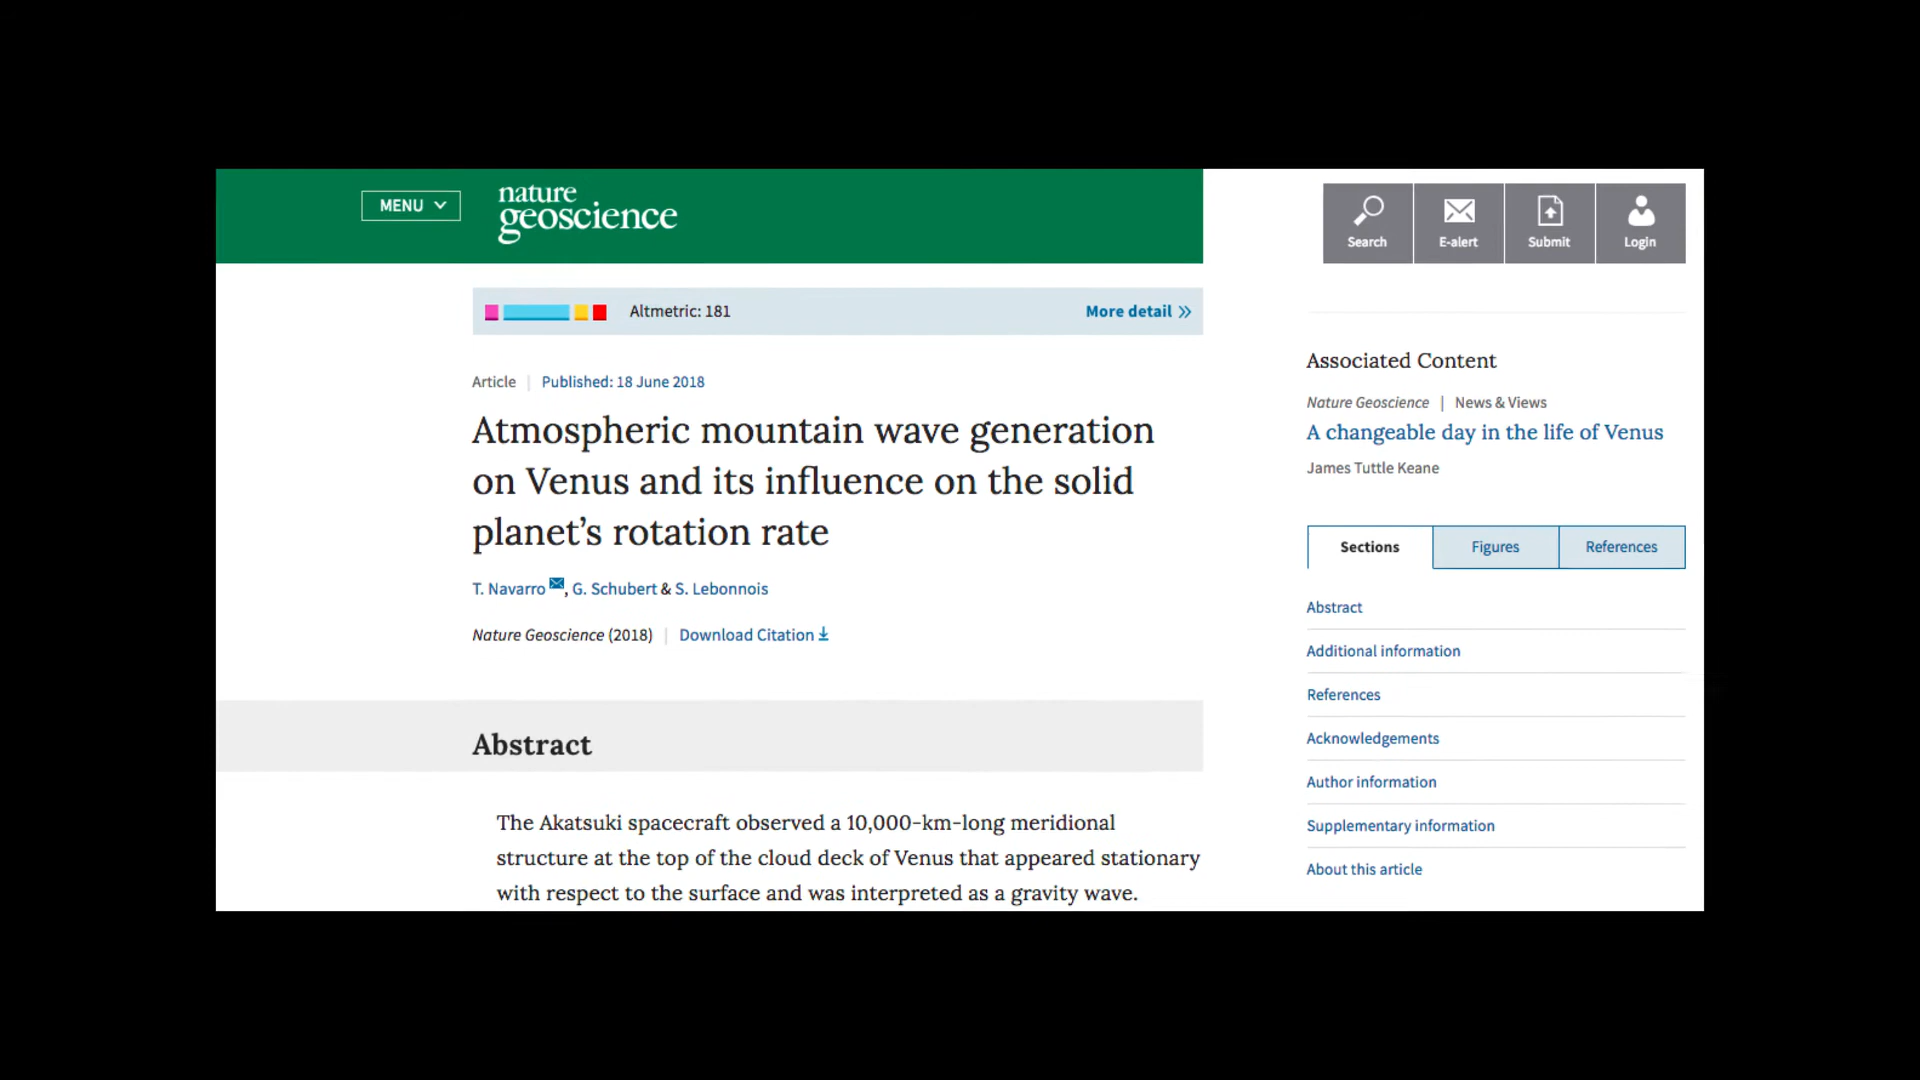 MENU
nature
geoscience
Search
E-alert
Submit
Login
Altmetric: 181
More detail »
Article | Published: 18 June 2018
Atmospheric mountain wave generation
on Venus and its influence on the solid
planet's rotation rate
T. Navarro, G. Schubert & S. Lebonnois
Nature Geoscience (2018) | Download Citation
Abstract
The Akatsuki spacecraft observed a 10,000-km-long meridional
structure at the top of the cloud deck of Venus that appeared stationary
with respect to the surface and was interpreted as a gravity wave.
Associated Content
Nature Geoscience | News & Views
A changeable day in the life of Venus
James Tuttle Keane
Sections
Figures
References
Abstract
Additional information
References
Acknowledgements
Author information
Supplementary information
About this article